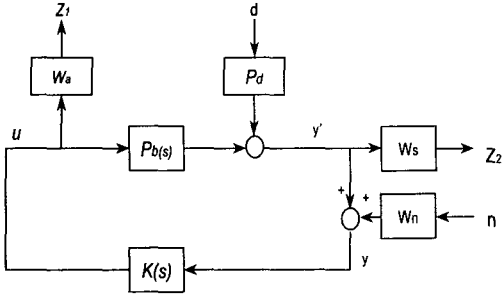 Z1
d
Wa
Pd
u
Pb(s)
y'
Ws
Z2
+
+
Wn
n
y
K(s)